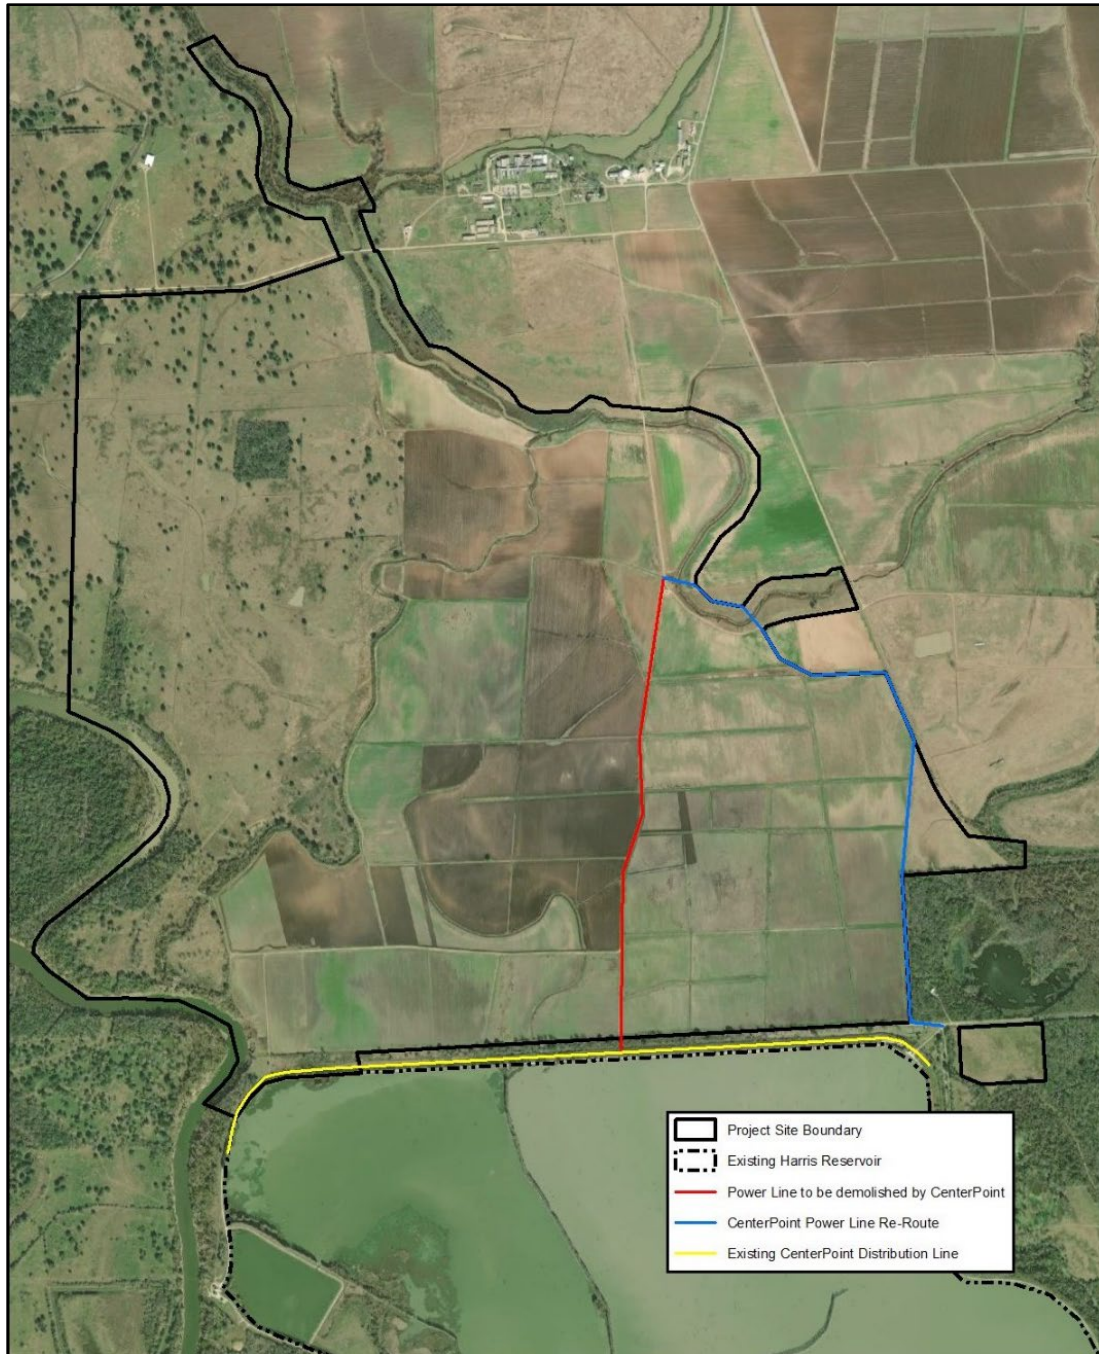 Project Site Boundary
Existing Harris Reservoir
Power Line to be demolished by CenterPoint
CenterPoint Power Line Re-Route
Existing CenterPoint Distribution Line